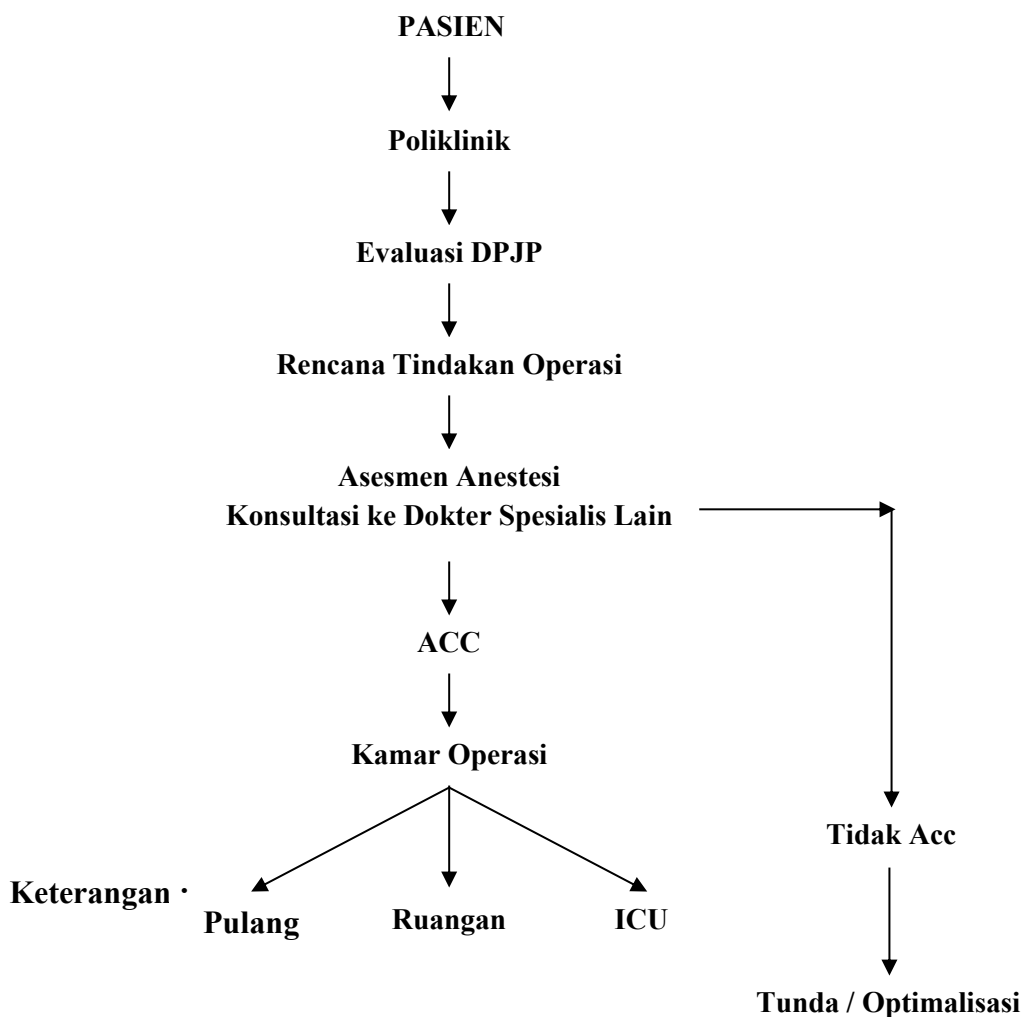 PASIEN
Poliklinik
Evaluasi DPJP
Rencana Tindakan Operasi
Asesmen Anestesi
Konsultasi ke Dokter Spesialis Lain
ACC
Kamar Operasi
Tidak Acc
Keterangan ·
Pulang
Ruangan
ICU
Tunda / Optimalisasi